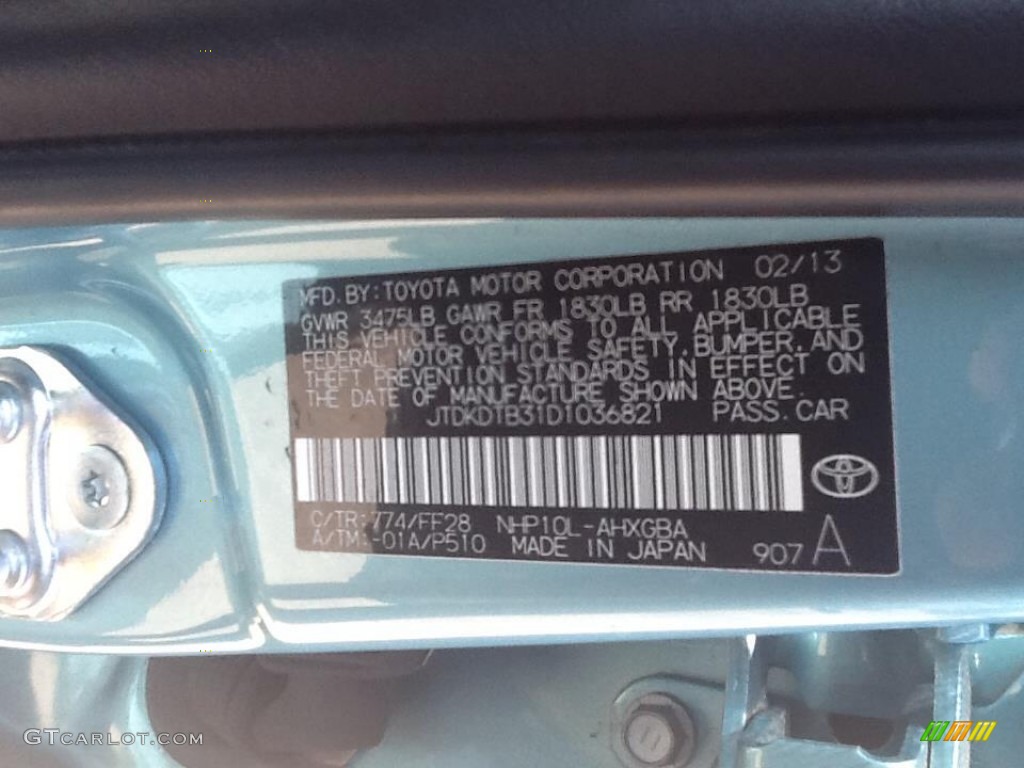 MFD. BY: TOYOTA MOTOR CORPORATION 02/13
GVWR 3475LB GAWR FR 1830LB RR 1830LB
THIS VEHICLE CONFORMS TO ALL APPLICABLE
FEDERAL MOTOR VEHICLE SAFETY, BUMPER, AND
THEFT PREVENTION STANDARDS IN EFFECT ON
THE DATE OF MANUFACTURE SHOWN ABOVE.
JTDKDTB31D1036821 PASS. CAR
C/TR: 774/FF28 NHP10L-AHXGBA
A/TM: -01A/P510 MADE IN JAPAN 907 A
GTCARLOT.COM